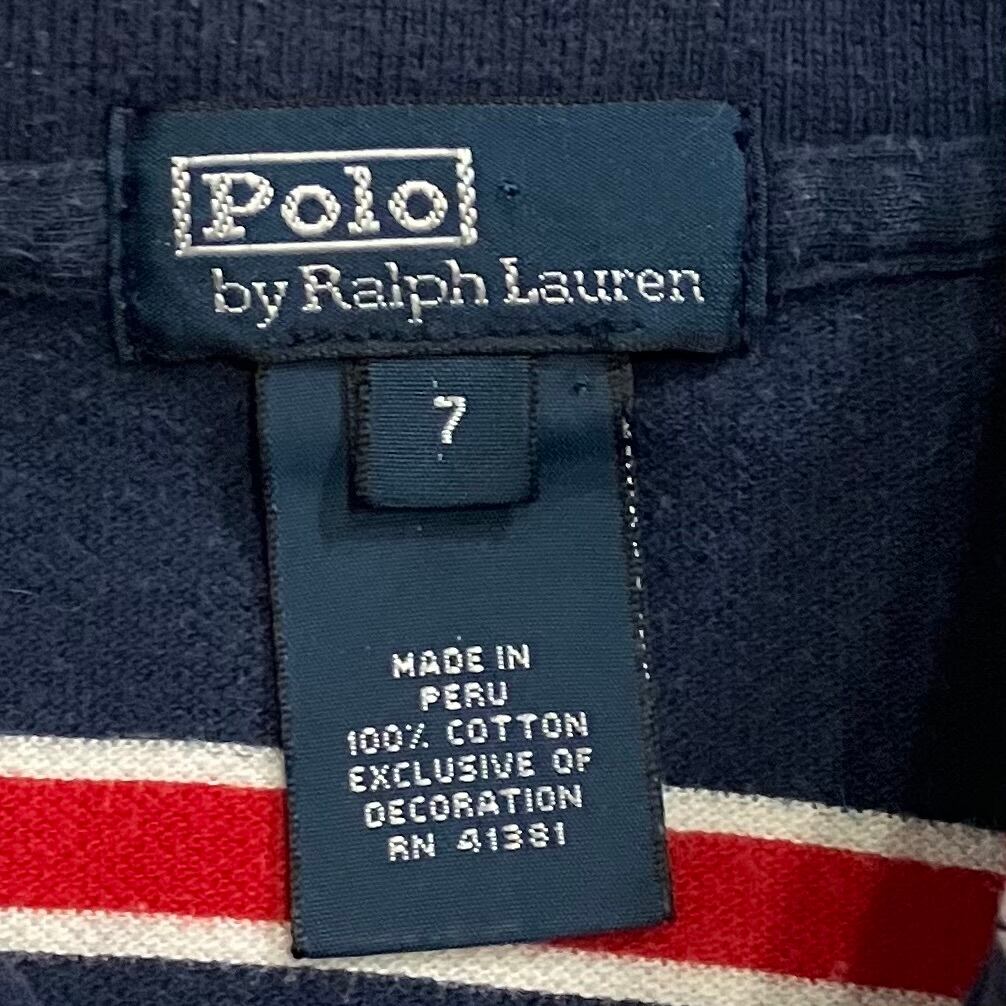 Polo
by Ralph Lauren
7
MADE IN
PERU
100% COTTON
EXCLUSIVE OF
DECORATION
RN 41381